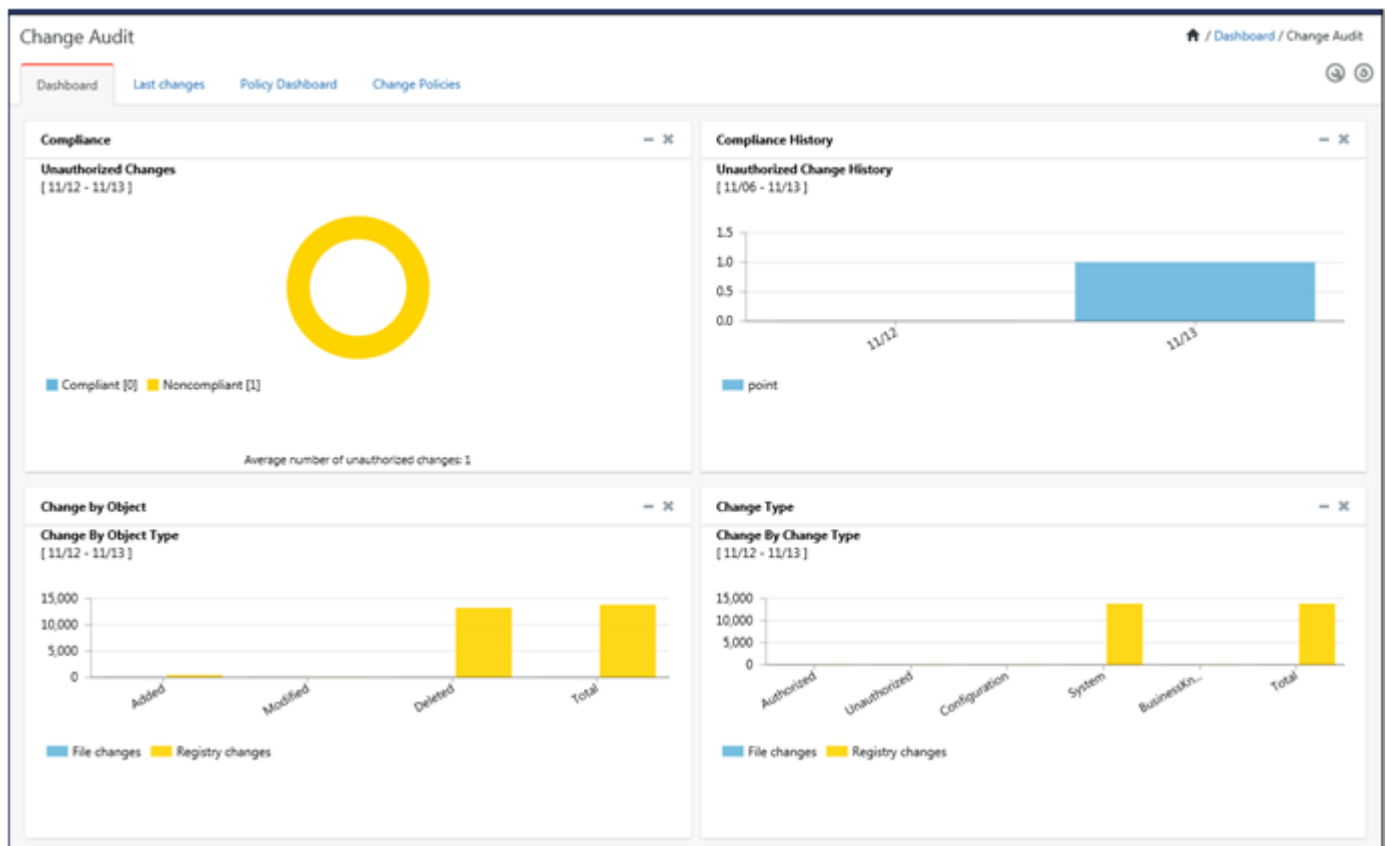 Change Audit
/ Dashboard / Change Audit
Dashboard Last changes Policy Dashboard Change Policies
Compliance
Unauthorized Changes
[ 11/12 - 11/13 ]
Compliant [0] Noncompliant [1]
Average number of unauthorized changes: 1
Compliance History
Unauthorized Change History
[ 11/06 - 11/13 ]
1.5
1.0
0.5
0.0
11/12 11/13
point
Change by Object
Change By Object Type
[ 11/12 - 11/13 ]
15,000
10,000
5,000
0
Added Modified Deleted Total
File changes Registry changes
Change Type
Change By Change Type
[ 11/12 - 11/13 ]
15,000
10,000
5,000
0
Authorized Unauthorized Configuration System BusinessKn... Total
File changes Registry changes